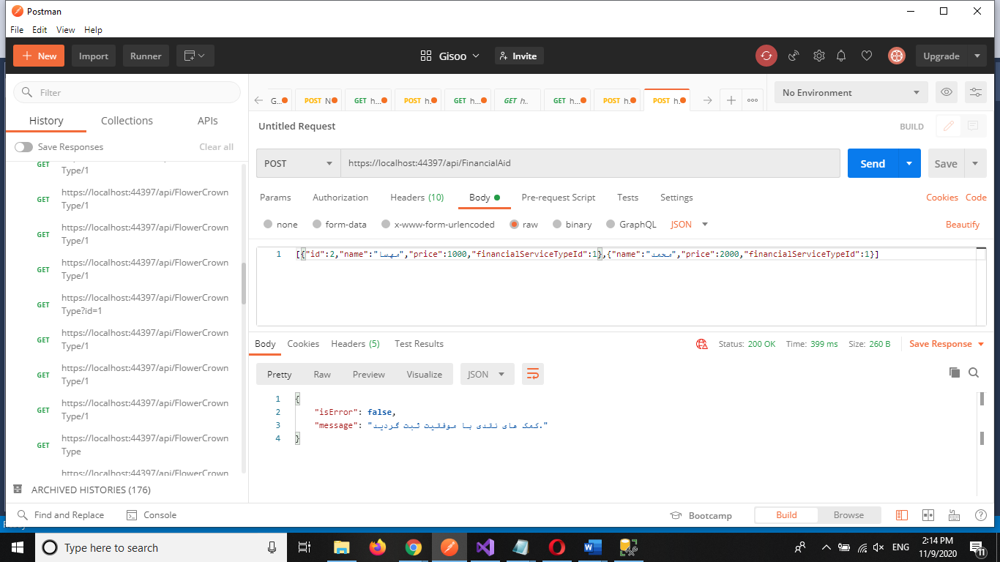 Postman
File Edit View Help
New Import Runner Gisoo Invite Upgrade
Filter
History Collections APIs
Save Responses Clear all
GET Type/1
GET https://localhost:44397/api/FlowerCrown
Type/1
GET https://localhost:44397/api/FlowerCrown
Type/1
GET https://localhost:44397/api/FlowerCrown
Type/1
GET https://localhost:44397/api/FlowerCrown
Type?id=1
GET https://localhost:44397/api/FlowerCrown
Type/1
GET https://localhost:44397/api/FlowerCrown
Type/1
GET https://localhost:44397/api/FlowerCrown
Type/1
GET https://localhost:44397/api/FlowerCrown
Type
https://localhost:44397/api/FlowerCrown
ARCHIVED HISTORIES (176)
G... POST N GET h... POST h. GET h... GET h.. GET h... POST h. POST h.
No Environment
Untitled Request BUILD
POST https://localhost:44397/api/FinancialAid Send Save
Params Authorization Headers (10) Body Pre-request Script Tests Settings Cookies Code
none form-data x-www-form-urlencoded raw binary GraphQL JSON Beautify
1 [{"id":2,"name":"مهسا","price":1000,"financialServiceTypeId":1},{"name":"محمد","price":2000,"financialServiceTypeId":1}]
Body Cookies Headers (5) Test Results Status: 200 OK Time: 399 ms Size: 260 B Save Response
Pretty Raw Preview Visualize JSON
1 {
2 "isError": false,
3 "message": "کمک های نقدی با موفقیت ثبت گردید."
4 }
Find and Replace Console Bootcamp Build Browse
Type here to search ENG 2:14 PM
11/9/2020 11